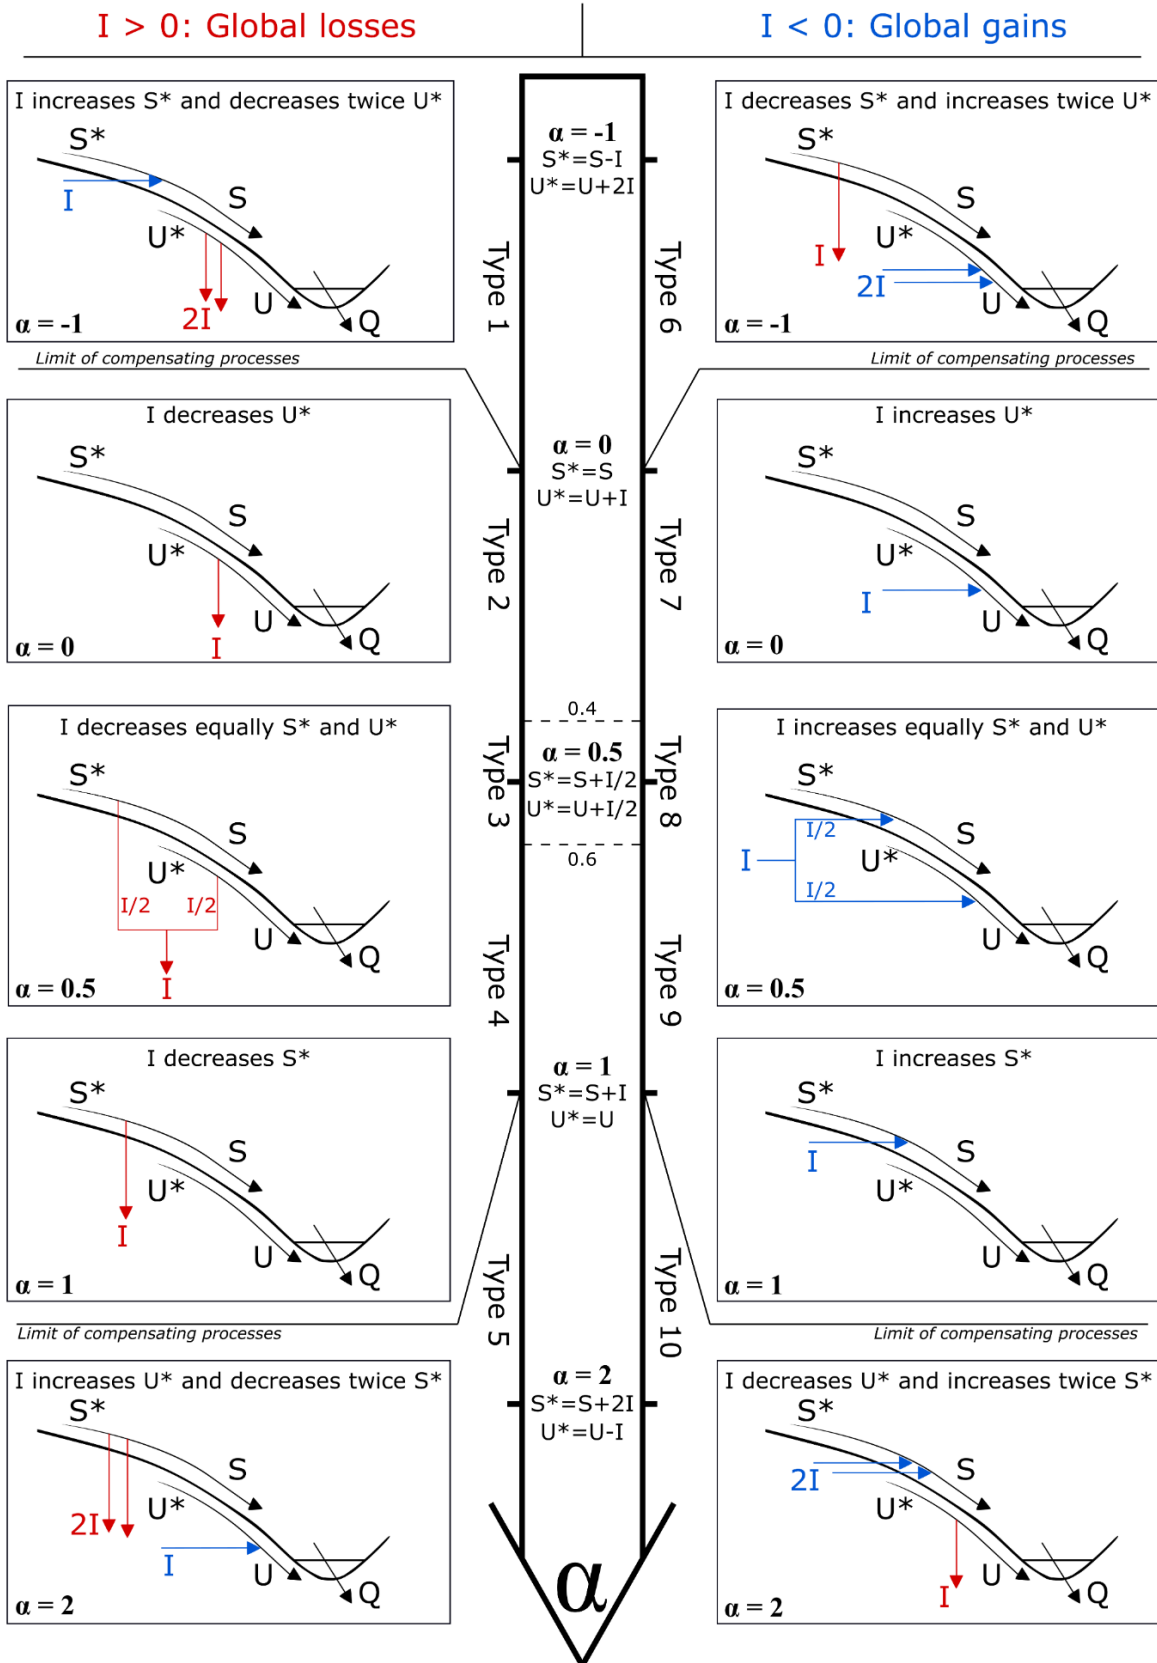 I > 0: Global losses
I < 0: Global gains
I increases S* and decreases twice U*
S*
I
S
U*
2I
U
Q
α = -1
Limit of compensating processes
I decreases U*
S*
S
U*
I
U
Q
α = 0
I decreases equally S* and U*
S*
S
U*
I/2
I/2
I
U
Q
α = 0.5
I decreases S*
S*
S
U*
I
U
Q
α = 1
Limit of compensating processes
I increases U* and decreases twice S*
S*
S
U*
2I
I
U
Q
α = 2
Type 1
Type 2
Type 3
Type 4
Type 5
α = -1
S*=S-I
U*=U+2I
α = 0
S*=S
U*=U+I
0.4
α = 0.5
S*=S+I/2
U*=U+I/2
0.6
α = 1
S*=S+I
U*=U
α = 2
S*=S+2I
U*=U-I
α
Type 6
Type 7
Type 8
Type 9
Type 10
I decreases S* and increases twice U*
S*
S
U*
I
2I
U
Q
α = -1
Limit of compensating processes
I increases U*
S*
S
U*
I
U
Q
α = 0
I increases equally S* and U*
S*
I/2
S
I
U*
I/2
U
Q
α = 0.5
I increases S*
S*
I
S
U*
U
Q
α = 1
Limit of compensating processes
I decreases U* and increases twice S*
S*
2I
S
U*
I
U
Q
α = 2